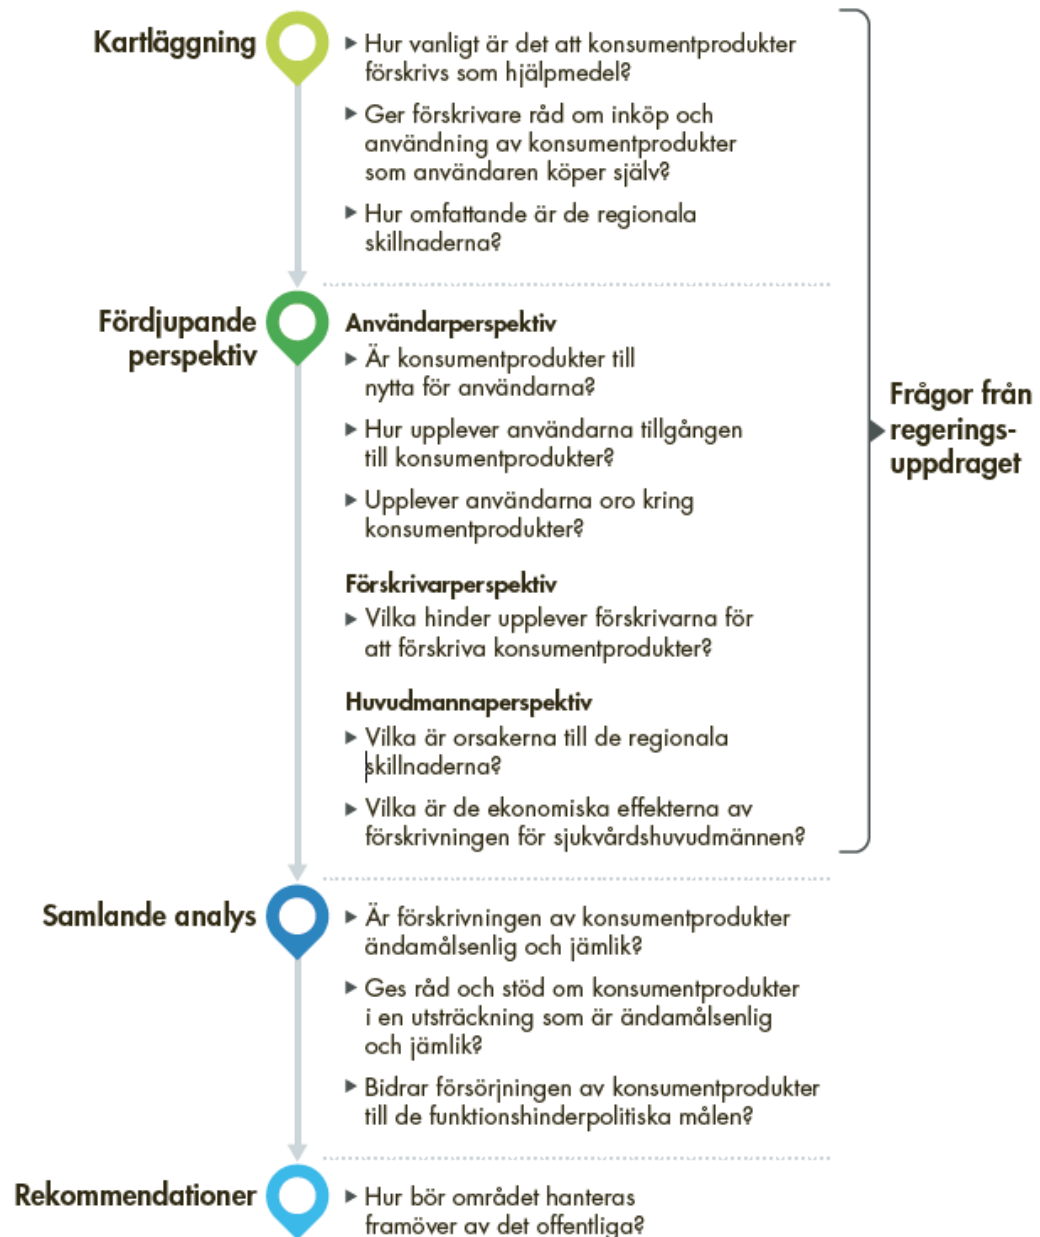 Kartläggning
Hur vanligt är det att konsumentprodukter
förskrivs som hjälpmedel?
Ger förskrivare råd om inköp och
användning av konsumentprodukter
som användaren köper själv?
Hur omfattande är de regionala
skillnaderna?
Fördjupande
perspektiv
Användarperspektiv
Är konsumentprodukter till
nytta för användarna?
Hur upplever användarna tillgången
till konsumentprodukter?
Upplever användarna oro kring
konsumentprodukter?
Förskrivarperspektiv
Vilka hinder upplever förskrivarna för
att förskriva konsumentprodukter?
Huvudmannaperspektiv
Vilka är orsakerna till de regionala
skillnaderna?
Vilka är de ekonomiska effekterna av
förskrivningen för sjukvårdshuvudmännen?
Frågor från
regerings-
uppdraget
Samlande analys
Är förskrivningen av konsumentprodukter
ändamålsenlig och jämlik?
Ges råd och stöd om konsumentprodukter
i en utsträckning som är ändamålsenlig
och jämlik?
Bidrar försörjningen av konsumentprodukter
till de funktionshinderpolitiska målen?
Rekommendationer
Hur bör området hanteras
framöver av det offentliga?